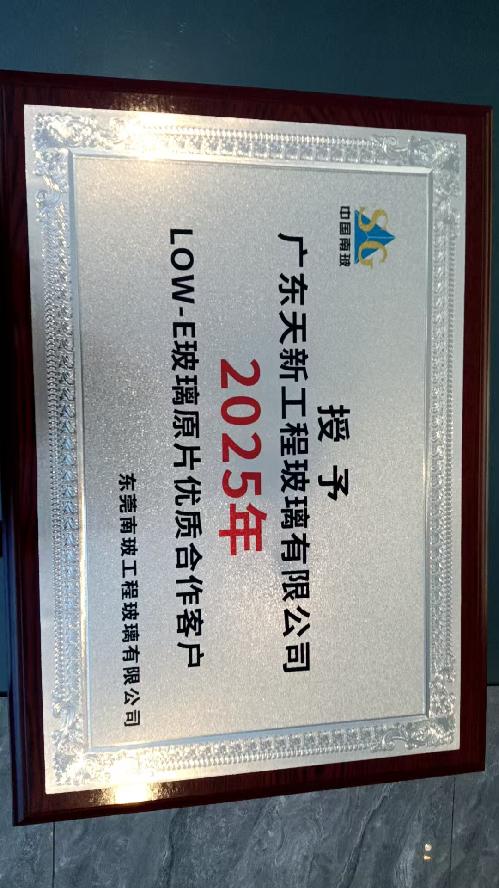 SG
中国南玻
授予
广东天新工程玻璃有限公司
2025年
LOW-E玻璃原片优质合作客户
东莞南玻工程玻璃有限公司